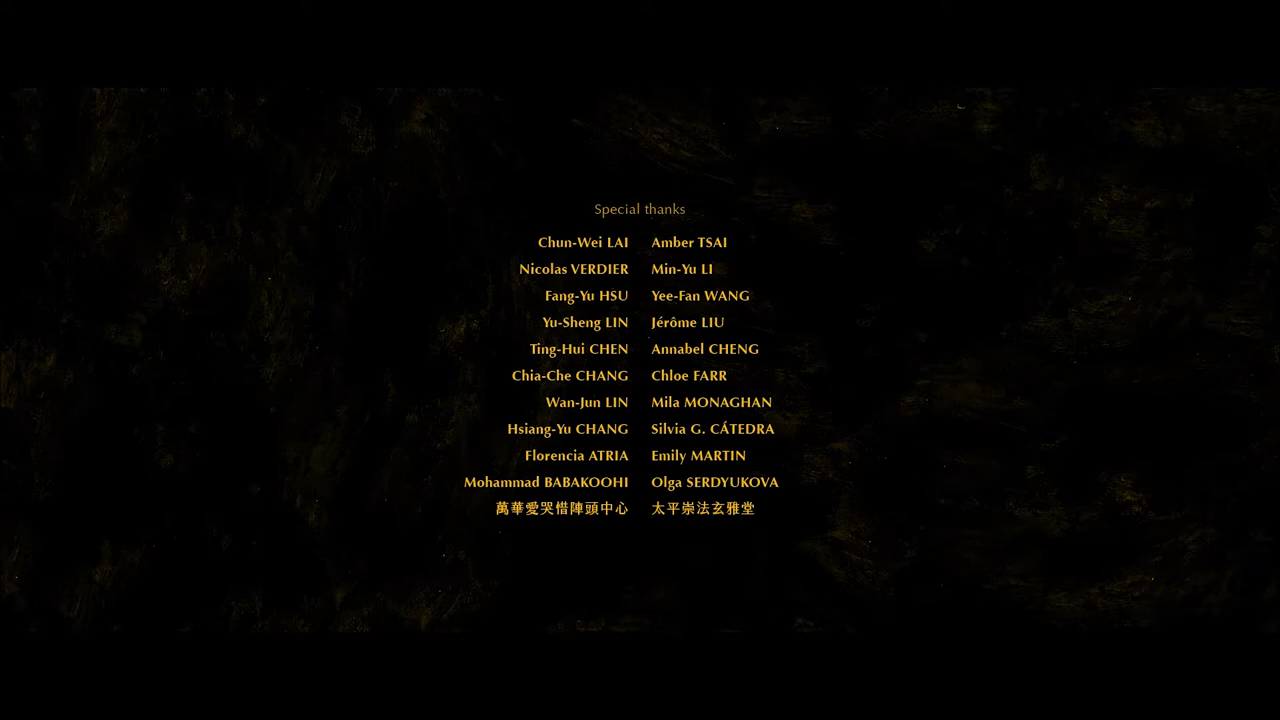 Special thanks
Chun-Wei LAI Amber TSAI
Nicolas VERDIER Min-Yu LI
Fang-Yu HSU Yee-Fan WANG
Yu-Sheng LIN Jérôme LIU
Ting-Hui CHEN Annabel CHENG
Chia-Che CHANG Chloe FARR
Wan-Jun LIN Mila MONAGHAN
Hsiang-Yu CHANG Silvia G. CÁTEDRA
Florencia ATRIA Emily MARTIN
Mohammad BABAKOOHI Olga SERDYUKOVA
萬華愛哭惜陣頭中心 太平崇法玄雅堂